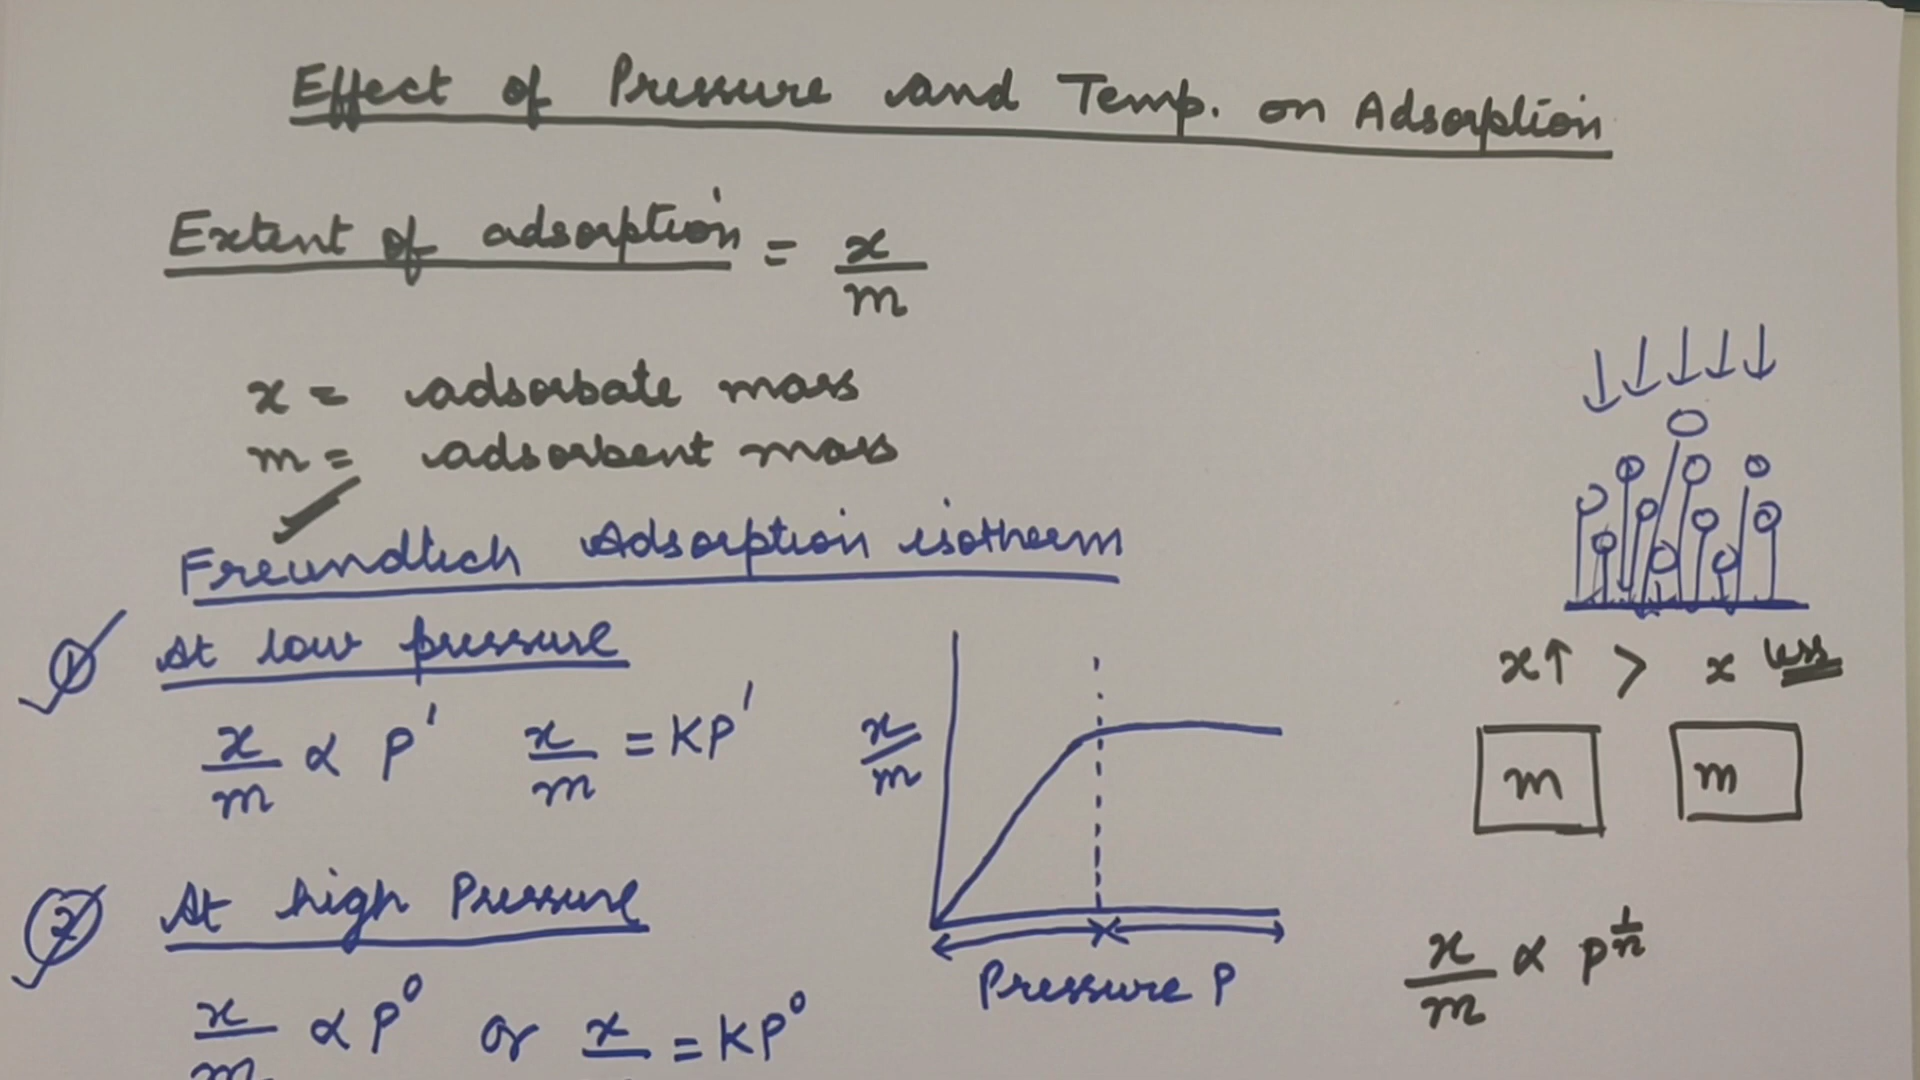 Effect of Pressure and Temp. on Adsorption
Extent of adsorption = x/m
x = adsorbate mass
m = adsorbent mass
Freundlich Adsorption isotherm
1 At low pressure
x/m ∝ P¹ x/m = KP¹
2 At high Pressure
x/m ∝ P⁰ or x = KP⁰
x/m
Pressure P
x↑ > x less
m m
x/m ∝ P^(1/n)